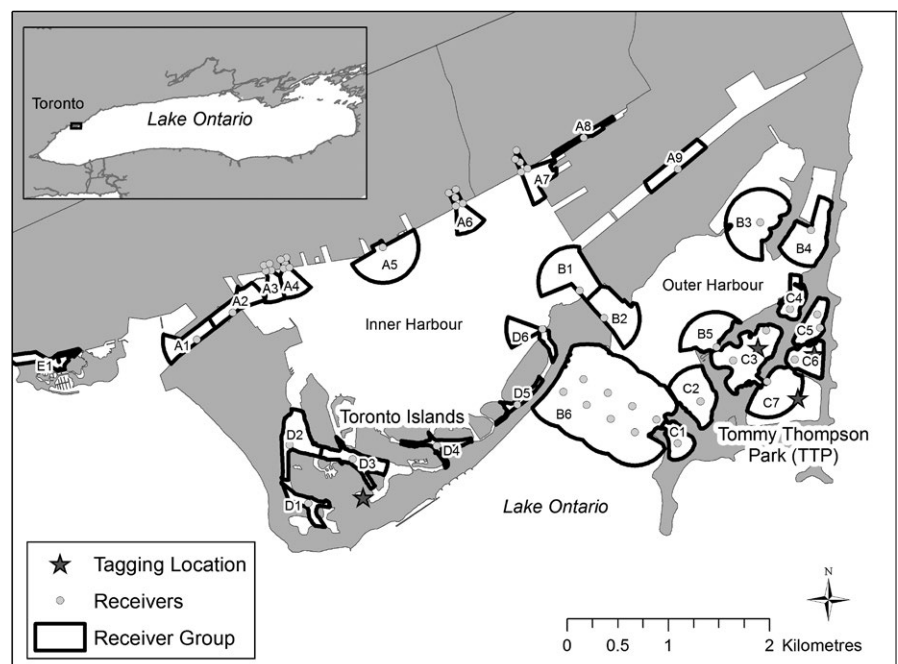 Toronto
Lake Ontario
A8
A9
A7
A6
B3
B4
A5
B1
Outer Harbour
A3
A4
A2
C4
Inner Harbour
B2
C5
D6
B5
A1
C3
C6
E1
C2
C7
D5
B6
Toronto Islands
C1
Tommy Thompson
Park (TTP)
D2
D4
D3
D1
Lake Ontario
Tagging Location
Receivers
Receiver Group
N
0 0.5 1 2 Kilometres